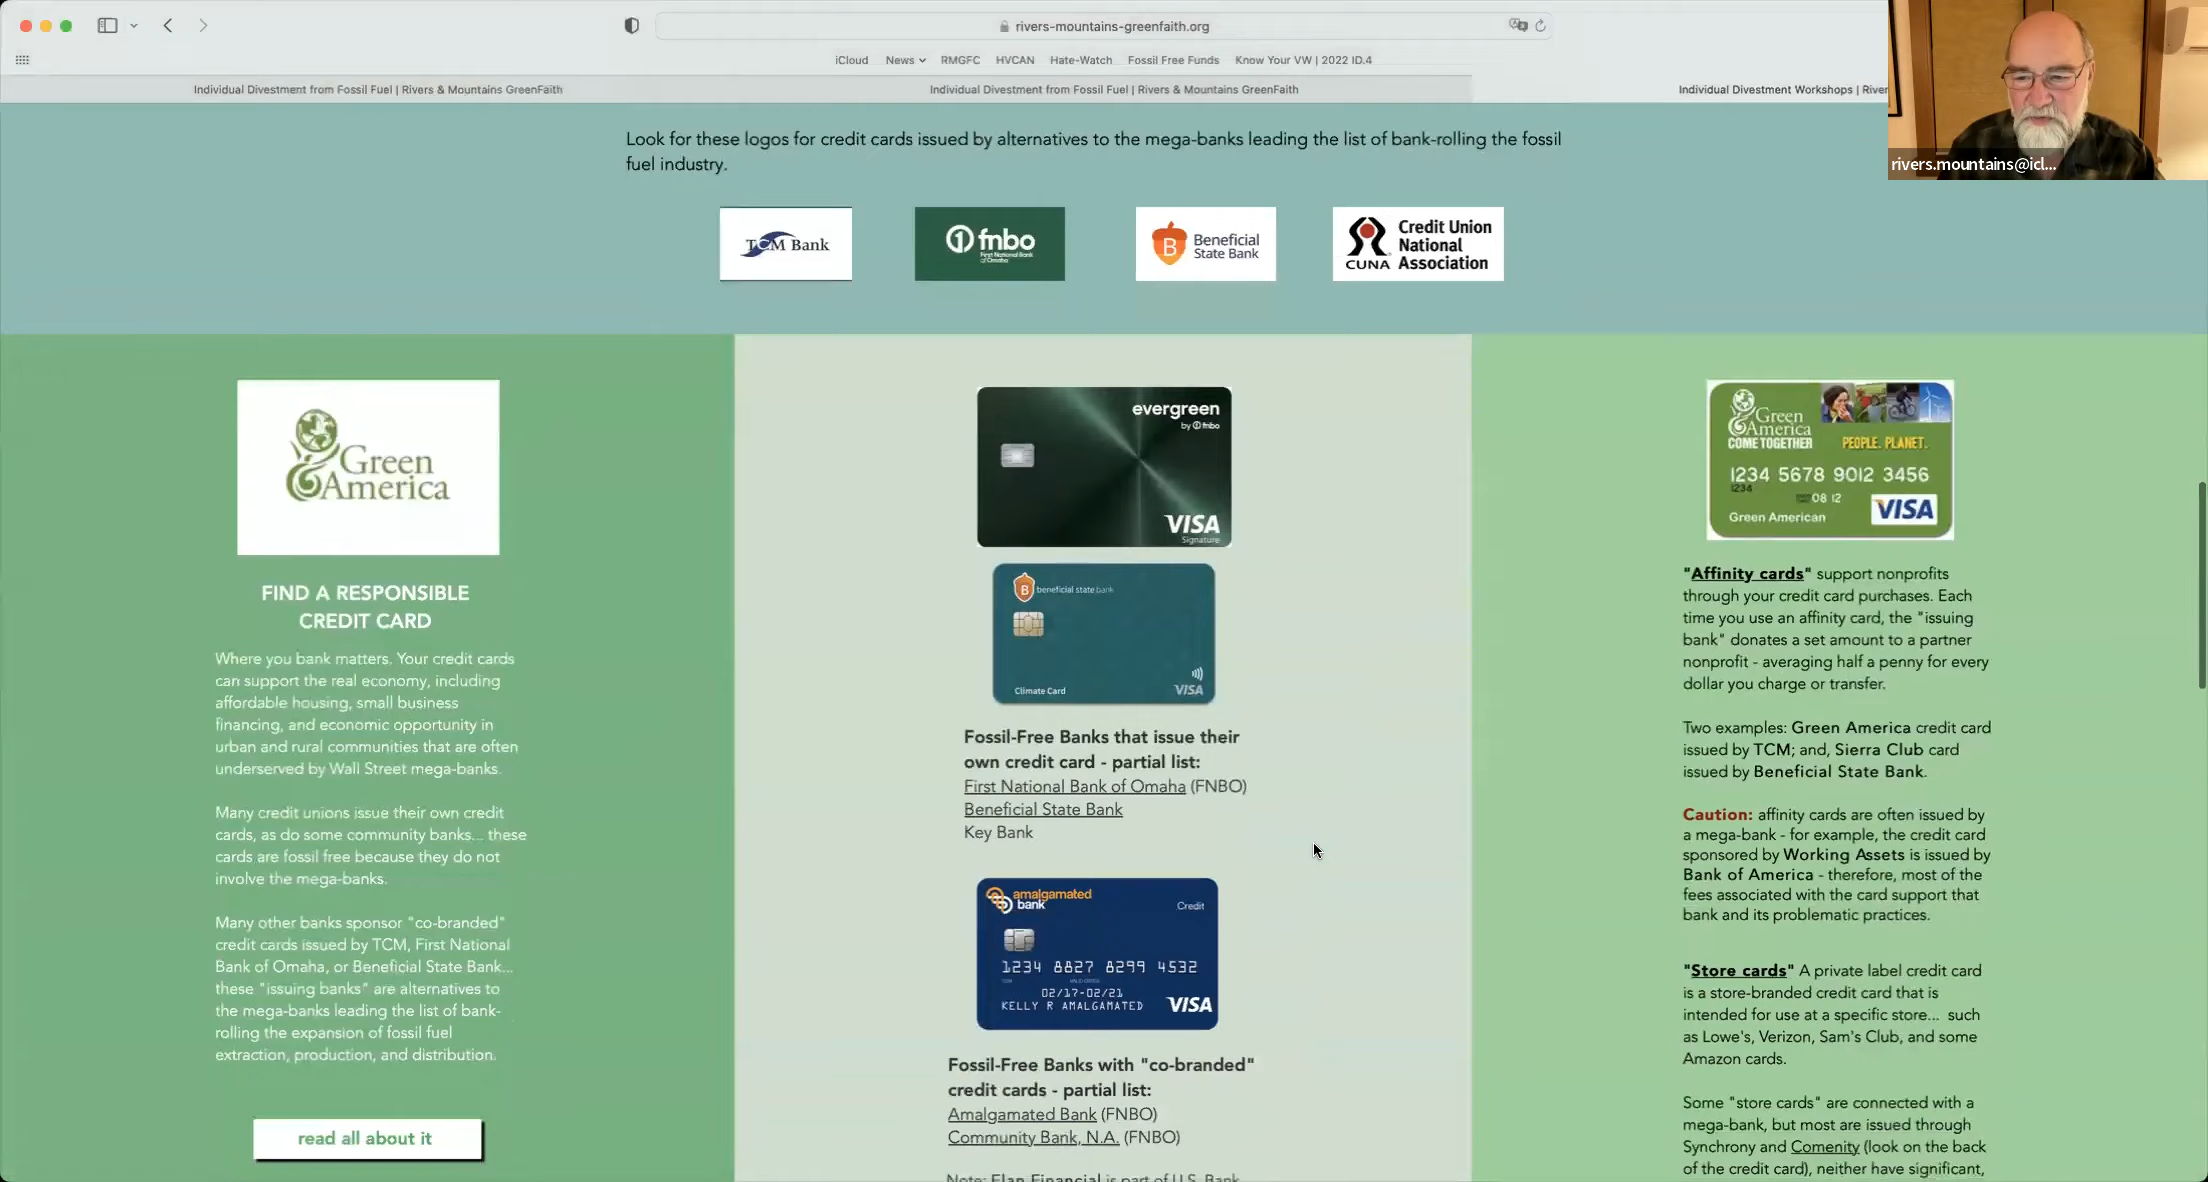 rivers-mountains-greenfaith.org
iCloud
News
RMGFC
HVCAN
Hate-Watch
Fossil Free Funds
Know Your VW | 2022 ID.4
Individual Divestment from Fossil Fuel | Rivers & Mountains GreenFaith
Individual Divestment from Fossil Fuel | Rivers & Mountains GreenFaith
Individual Divestment Workshops | River
rivers.mountains@icl...
Look for these logos for credit cards issued by alternatives to the mega-banks leading the list of bank-rolling the fossil
fuel industry.
TCM Bank
fnbo
First National Bank
of Omaha
B
Beneficial
State Bank
CUNA
Credit Union
National
Association
Green
America
FIND A RESPONSIBLE
CREDIT CARD
Where you bank matters. Your credit cards
can support the real economy, including
affordable housing, small business
financing, and economic opportunity in
urban and rural communities that are often
underserved by Wall Street mega-banks.
Many credit unions issue their own credit
cards, as do some community banks... these
cards are fossil free because they do not
involve the mega-banks.
Many other banks sponsor "co-branded"
credit cards issued by TCM, First National
Bank of Omaha, or Beneficial State Bank...
these "issuing banks" are alternatives to
the mega-banks leading the list of bank-
rolling the expansion of fossil fuel
extraction, production, and distribution.
read all about it
evergreen
by fnbo
VISA
Signature
B
beneficial state bank
Climate Card
VISA
Fossil-Free Banks that issue their
own credit card - partial list:
First National Bank of Omaha (FNBO)
Beneficial State Bank
Key Bank
amalgamated
bank
Credit
1234 8827 8299 4532
02/17-02/21
KELLY R AMALGAMATED
VISA
Fossil-Free Banks with "co-branded"
credit cards - partial list:
Amalgamated Bank (FNBO)
Community Bank, N.A. (FNBO)
Note: Elan Financial is part of U.S. Bank
Green
America
COME TOGETHER
PEOPLE. PLANET.
1234 5678 9012 3456
1234
08 12
Green American
VISA
"Affinity cards" support nonprofits
through your credit card purchases. Each
time you use an affinity card, the "issuing
bank" donates a set amount to a partner
nonprofit - averaging half a penny for every
dollar you charge or transfer.
Two examples: Green America credit card
issued by TCM; and, Sierra Club card
issued by Beneficial State Bank.
Caution: affinity cards are often issued by
a mega-bank - for example, the credit card
sponsored by Working Assets is issued by
Bank of America - therefore, most of the
fees associated with the card support that
bank and its problematic practices.
"Store cards" A private label credit card
is a store-branded credit card that is
intended for use at a specific store... such
as Lowe's, Verizon, Sam's Club, and some
Amazon cards.
Some "store cards" are connected with a
mega-bank, but most are issued through
Synchrony and Comenity (look on the back
of the credit card), neither have significant,